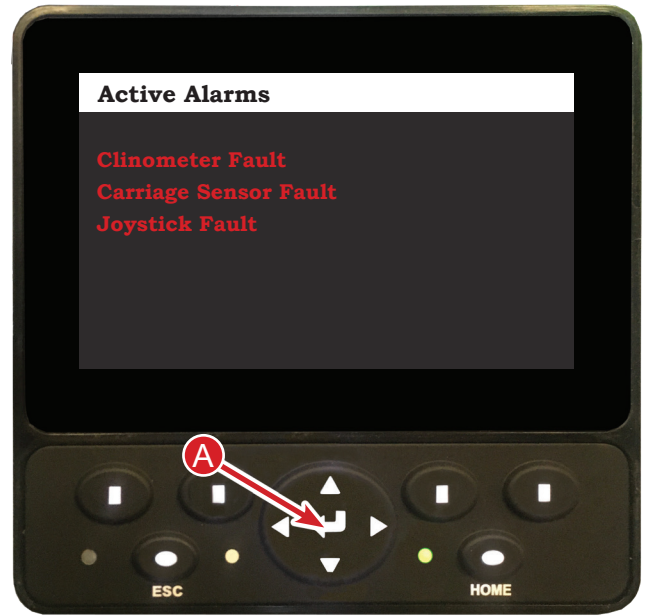 Active Alarms
Clinometer Fault
Carriage Sensor Fault
Joystick Fault
A
ESC
HOME